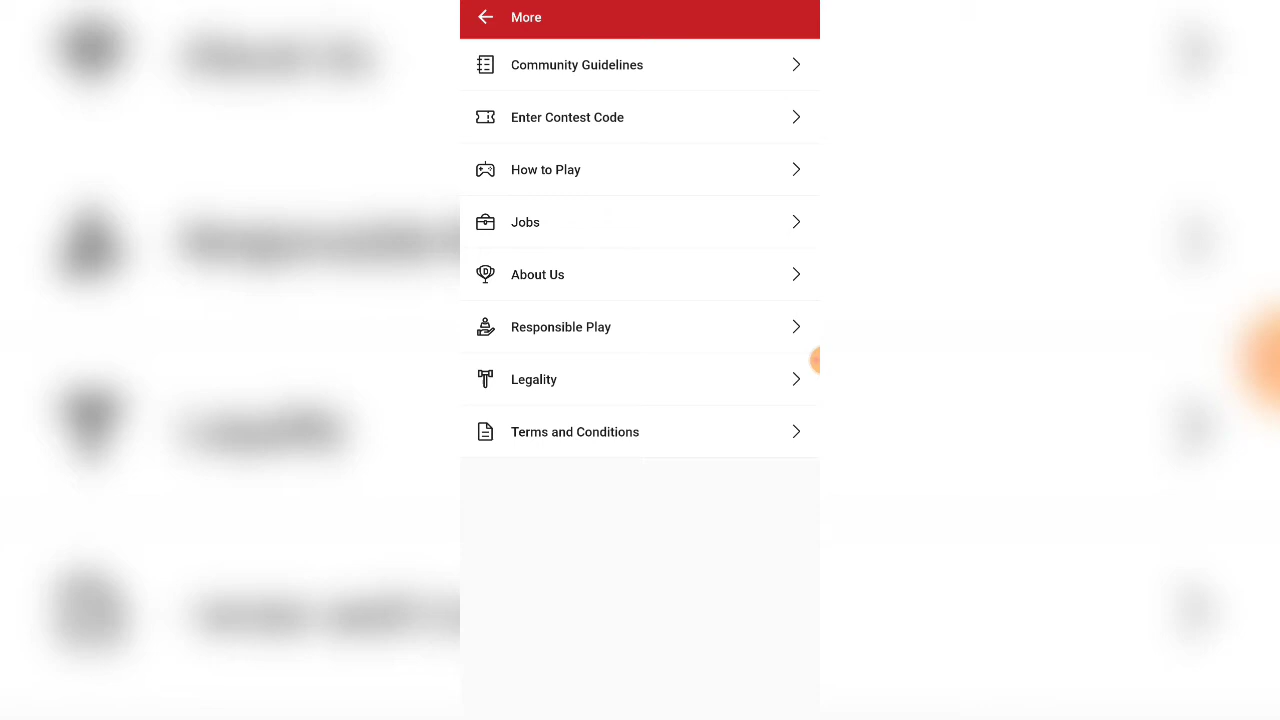 More
Community Guidelines
Enter Contest Code
How to Play
Jobs
About Us
Responsible Play
Legality
Terms and Conditions